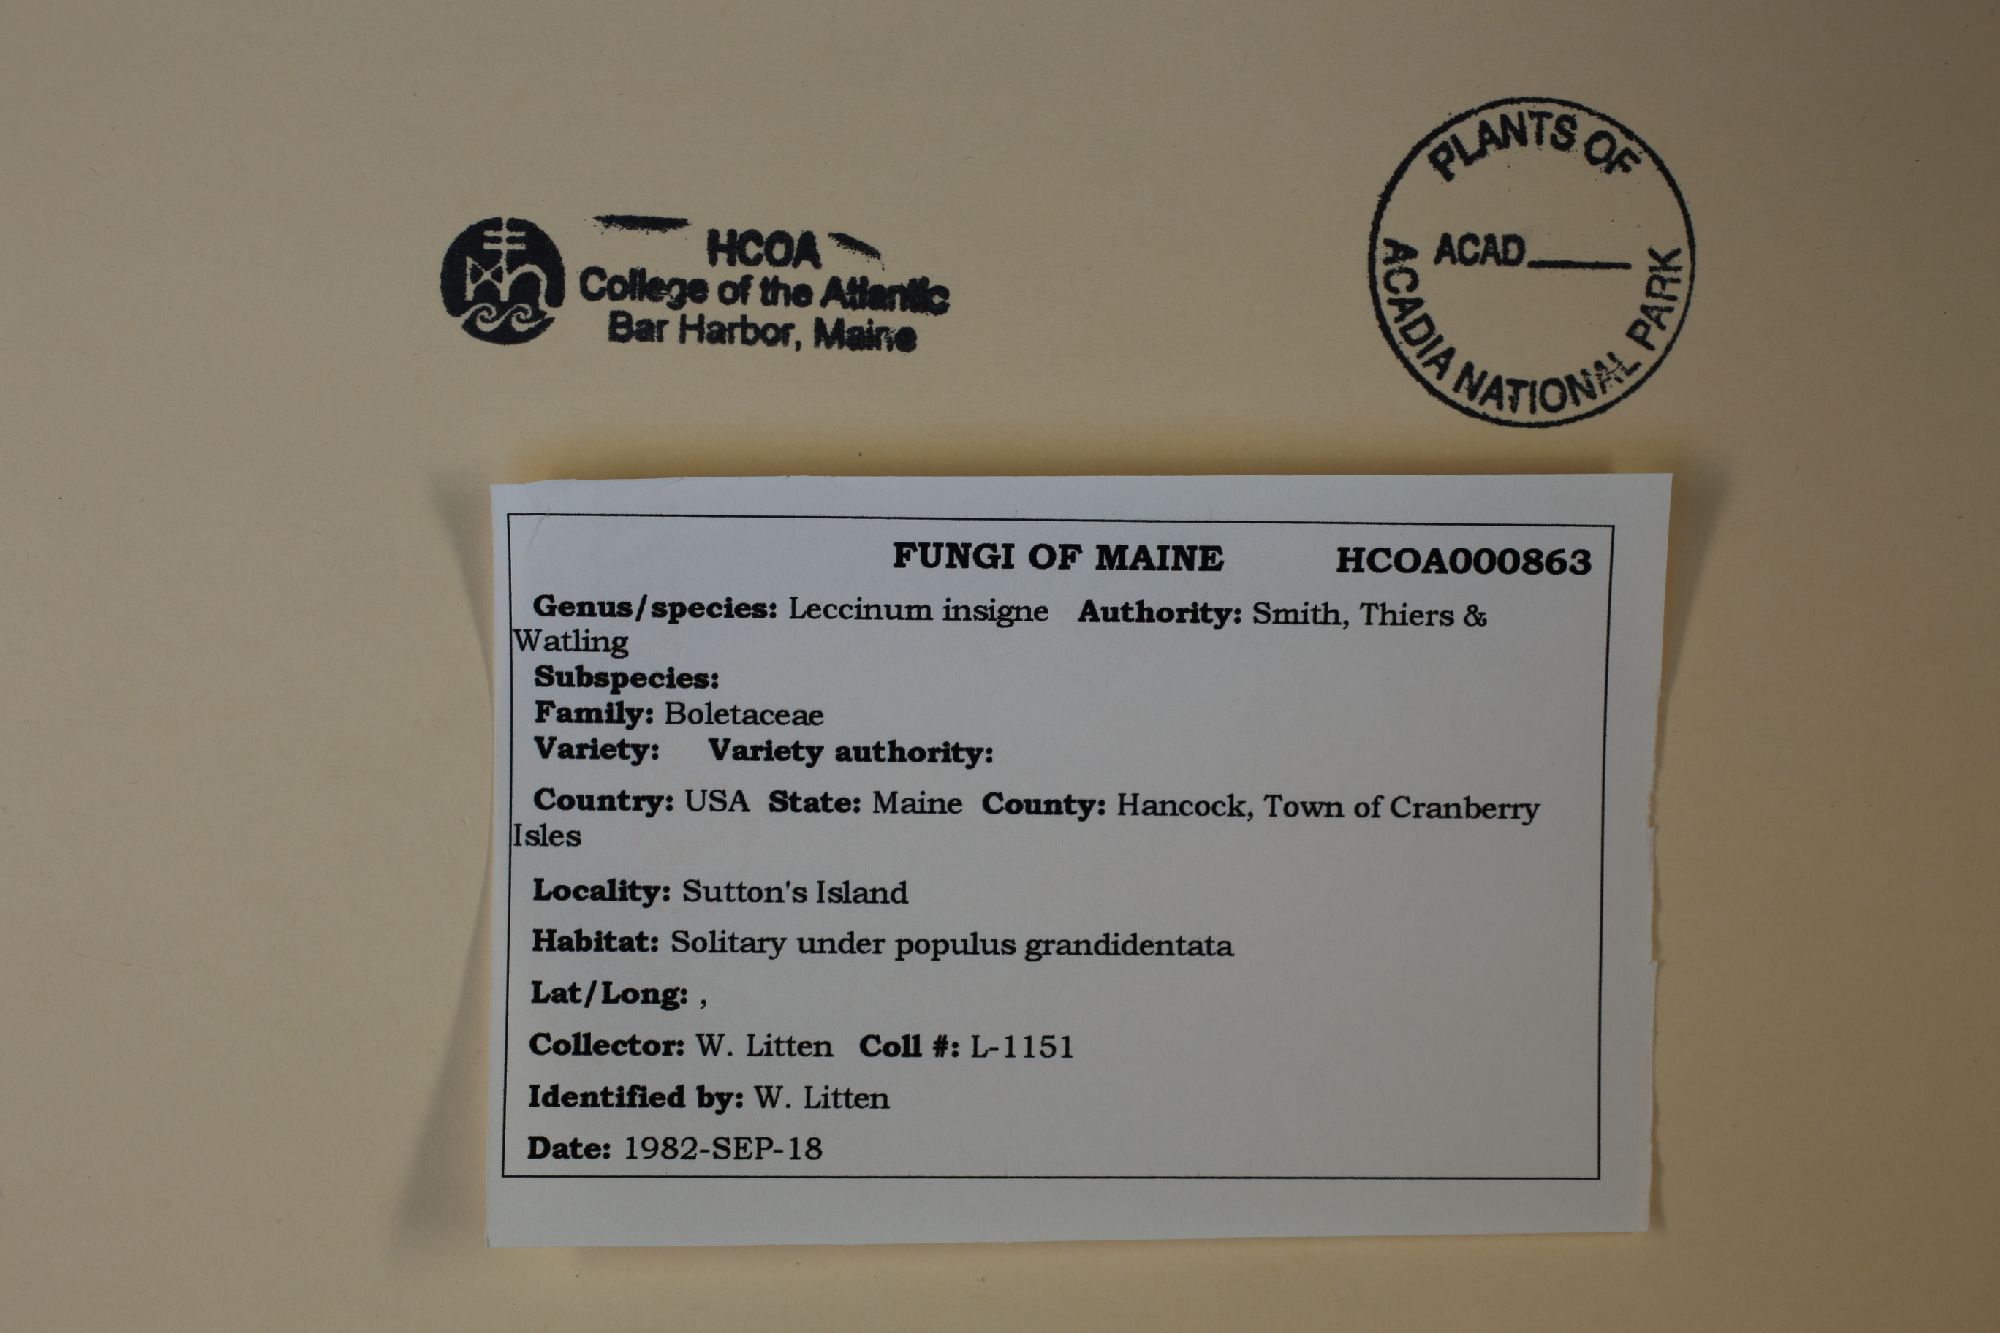 PLANTS OF
ACAD
ACADIA NATIONAL PARK
HCOA
College of the Atlantic
Bar Harbor, Maine
FUNGI OF MAINE HCOA000863
Genus/species: Leccinum insigne Authority: Smith, Thiers &
Watling
Subspecies:
Family: Boletaceae
Variety: Variety authority:
Country: USA State: Maine County: Hancock, Town of Cranberry
Isles
Locality: Sutton's Island
Habitat: Solitary under populus grandidentata
Lat/Long: ,
Collector: W. Litten Coll #: L-1151
Identified by: W. Litten
Date: 1982-SEP-18